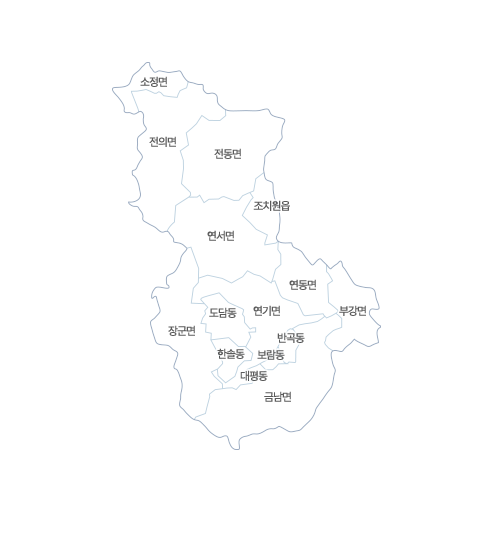 소정면
전의면
전동면
조치원읍
연서면
연동면
도담동
연기면
부강면
장군면
반곡동
한솔동
보람동
대평동
금남면